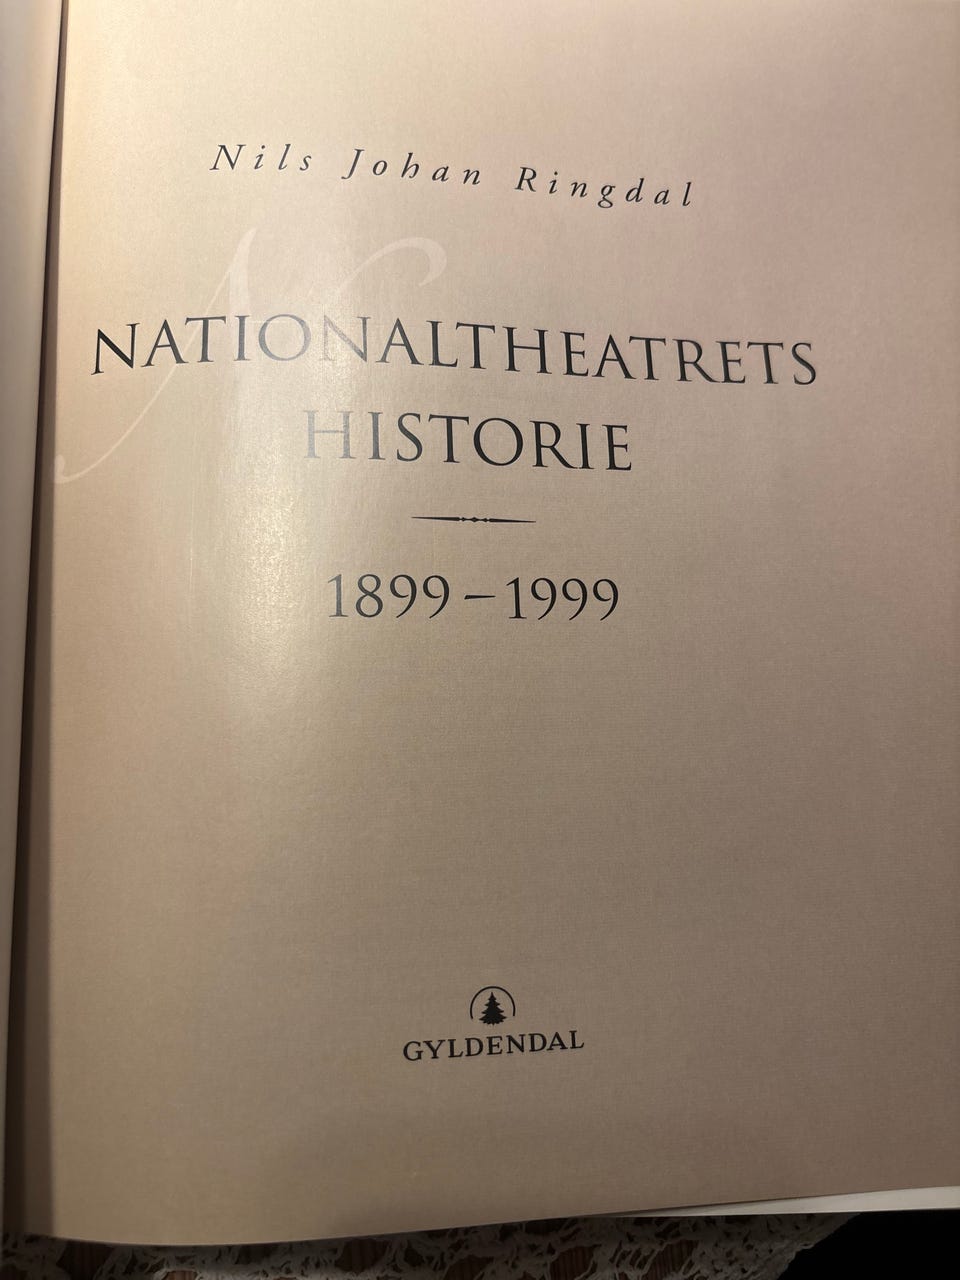 Nils Johan Ringdal
NATIONALTHEATRETS
HISTORIE
1899–1999
GYLDENDAL